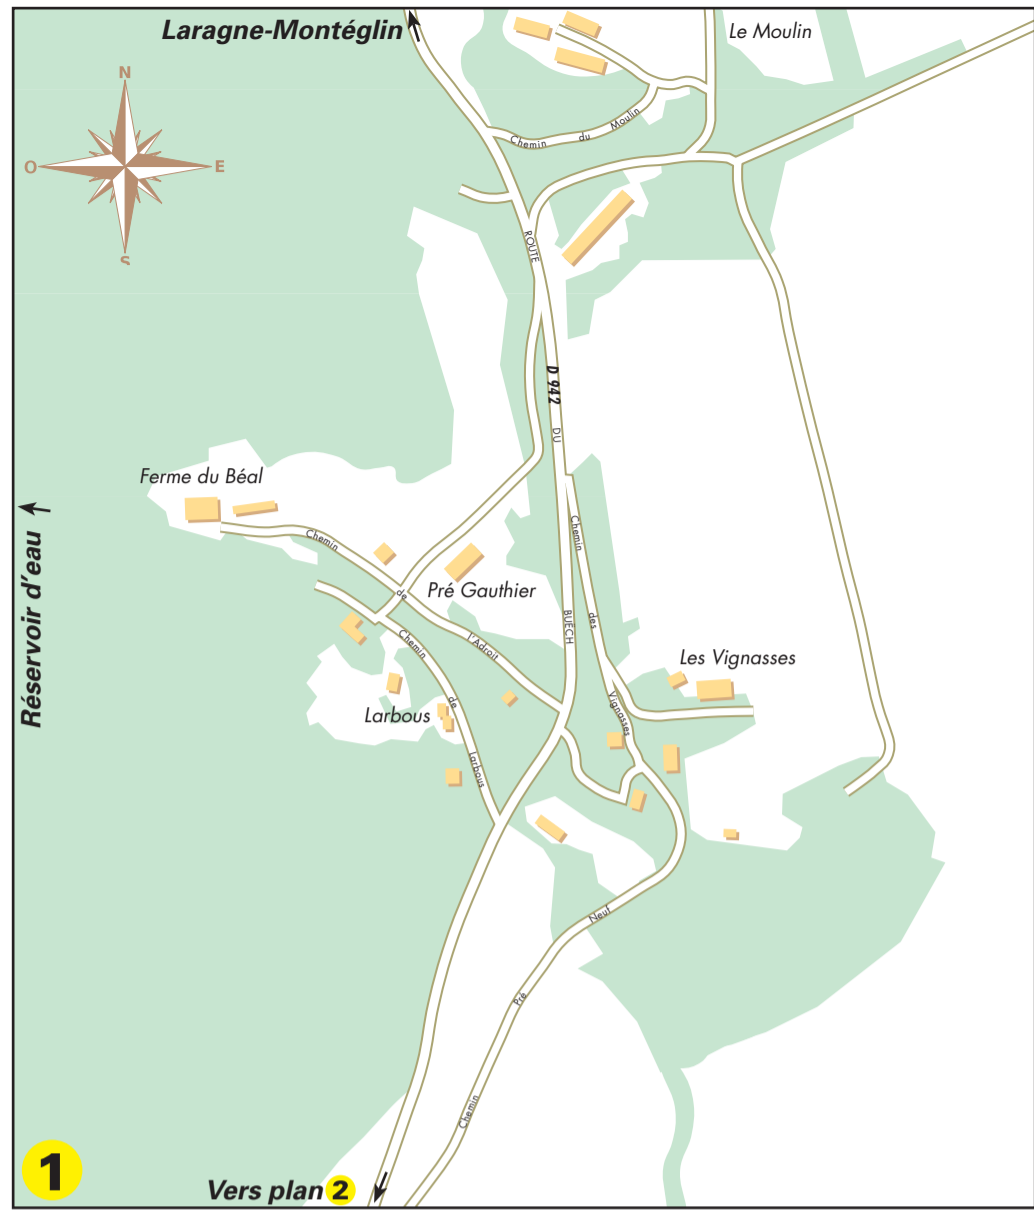 Laragne-Montéglin
Le Moulin
N
O
E
S
Chemin du Moulin
ROUTE DU BUËCH
D 942
Ferme du Béal
Réservoir d'eau
Chemin de l'Adroit
Pré Gauthier
Chemin des Vignasses
Les Vignasses
Chemin de Larbous
Larbous
Chemin Pré Neuf
1
Vers plan 2